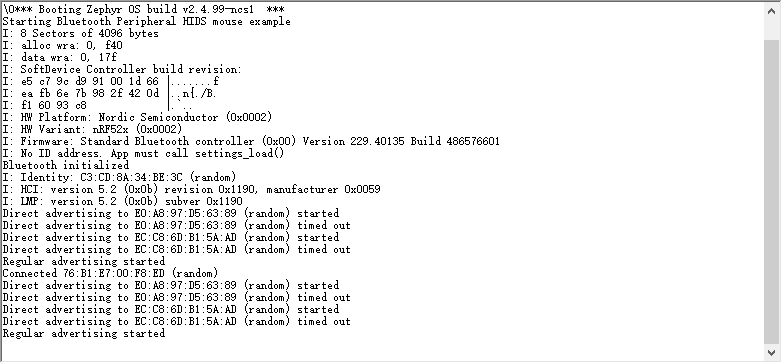 \0*** Booting Zephyr OS build v2.4.99-ncs1  ***
Starting Bluetooth Peripheral HIDS mouse example
I: 8 Sectors of 4096 bytes
I: alloc wra: 0, f40
I: data wra: 0, 17f
I: SoftDevice Controller build revision:
I: e5 c7 9c d9 91 00 1d 66 |.......f
I: ea fb 6e 7b 98 2f 42 0d |..n{./B.
I: f1 60 93 c8             |.`..
I: HW Platform: Nordic Semiconductor (0x0002)
I: HW Variant: nRF52x (0x0002)
I: Firmware: Standard Bluetooth controller (0x00) Version 229.40135 Build 486576601
I: No ID address. App must call settings_load()
Bluetooth initialized
I: Identity: C3:CD:8A:34:BE:3C (random)
I: HCI: version 5.2 (0x0b) revision 0x1190, manufacturer 0x0059
I: LMP: version 5.2 (0x0b) subver 0x1190
Direct advertising to E0:A8:97:D5:63:89 (random) started
Direct advertising to E0:A8:97:D5:63:89 (random) timed out
Direct advertising to EC:C8:6D:B1:5A:AD (random) started
Direct advertising to EC:C8:6D:B1:5A:AD (random) timed out
Regular advertising started
Connected 76:B1:E7:00:F8:ED (random)
Direct advertising to E0:A8:97:D5:63:89 (random) started
Direct advertising to E0:A8:97:D5:63:89 (random) timed out
Direct advertising to EC:C8:6D:B1:5A:AD (random) started
Direct advertising to EC:C8:6D:B1:5A:AD (random) timed out
Regular advertising started